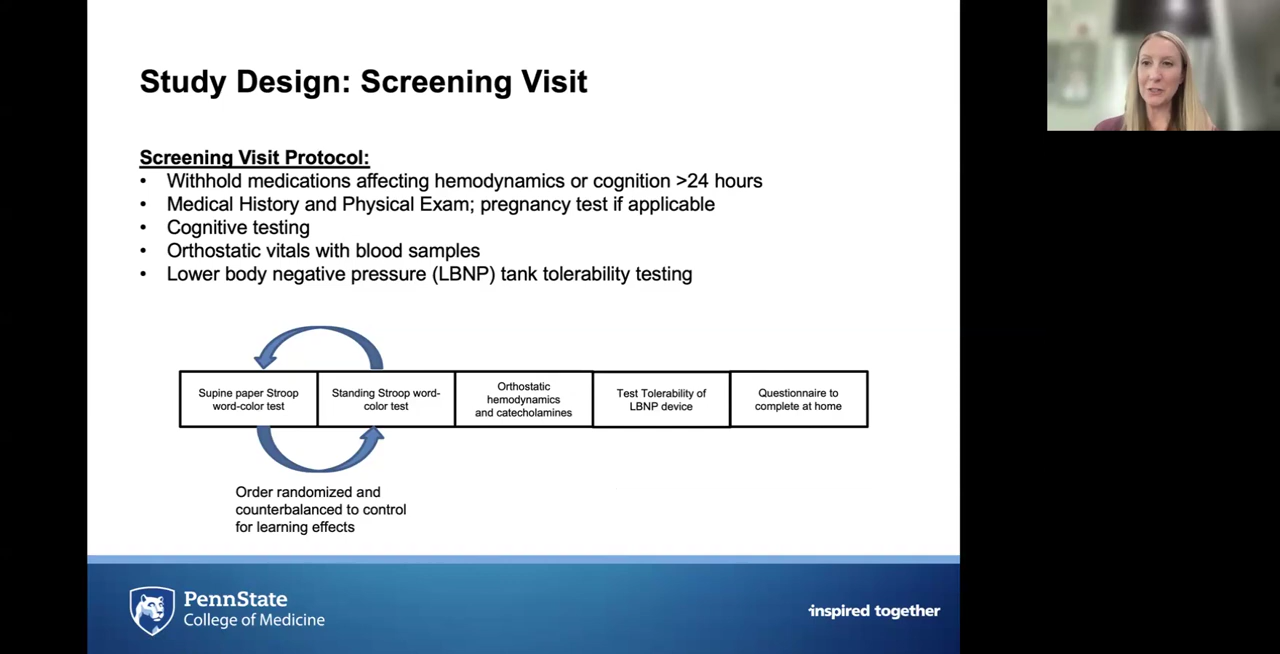 Study Design: Screening Visit
Screening Visit Protocol:
• Withhold medications affecting hemodynamics or cognition >24 hours
• Medical History and Physical Exam; pregnancy test if applicable
• Cognitive testing
• Orthostatic vitals with blood samples
• Lower body negative pressure (LBNP) tank tolerability testing
Supine paper Stroop
word-color test
Standing Stroop word-
color test
Orthostatic
hemodynamics
and catecholamines
Test Tolerability of
LBNP device
Questionnaire to
complete at home
Order randomized and
counterbalanced to control
for learning effects
PennState
College of Medicine
inspired together